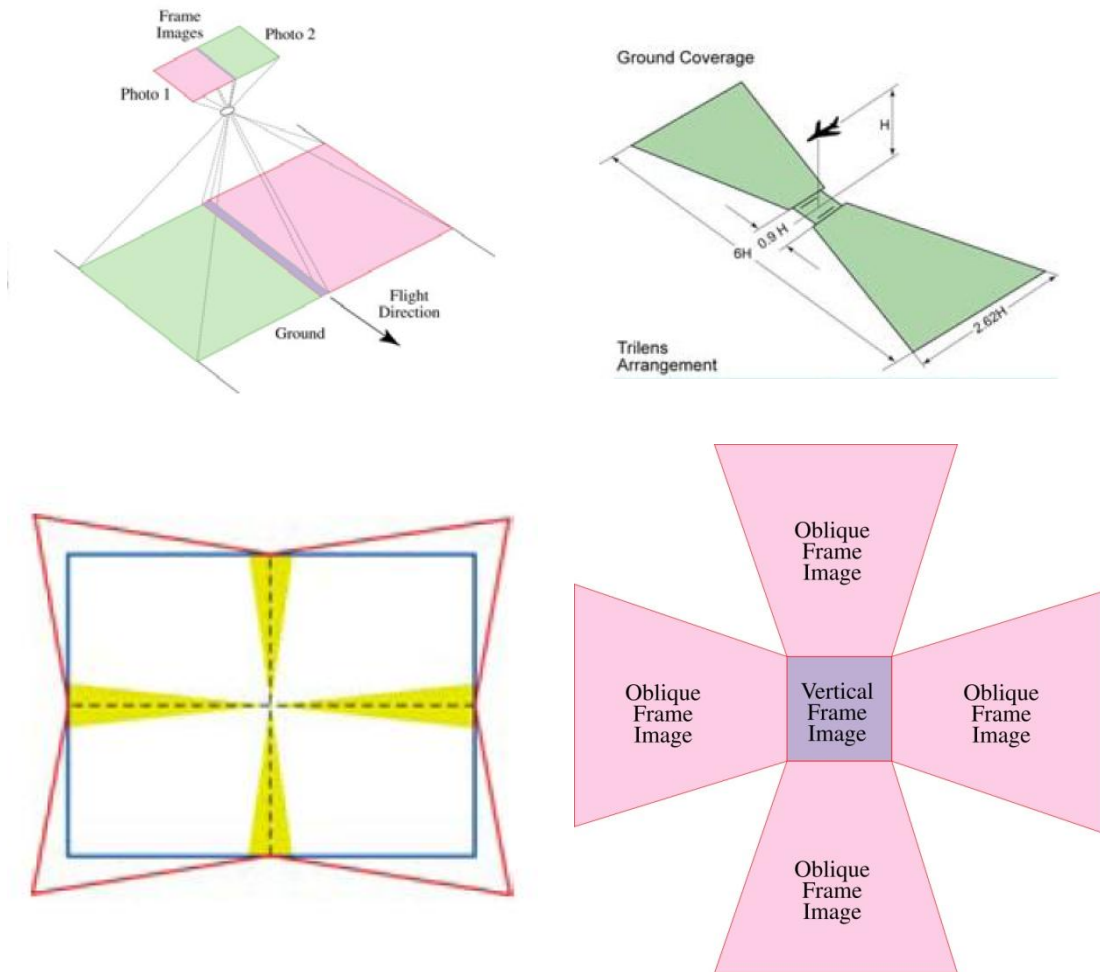 Frame
Images
Photo 2
Photo 1
Flight
Direction
Ground
Ground Coverage
H
0.9 H
6H
2.62H
Trilens
Arrangement
Oblique
Frame
Image
Oblique
Frame
Image
Vertical
Frame
Image
Oblique
Frame
Image
Oblique
Frame
Image